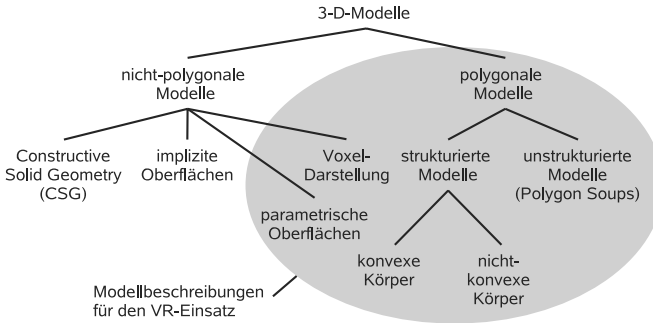 3-D-Modelle
nicht-polygonale
Modelle
polygonale
Modelle
Constructive
Solid Geometry
(CSG)
implizite
Oberflächen
Voxel-
Darstellung
strukturierte
Modelle
unstrukturierte
Modelle
(Polygon Soups)
parametrische
Oberflächen
konvexe
Körper
nicht-
konvexe
Körper
Modellbeschreibungen
für den VR-Einsatz